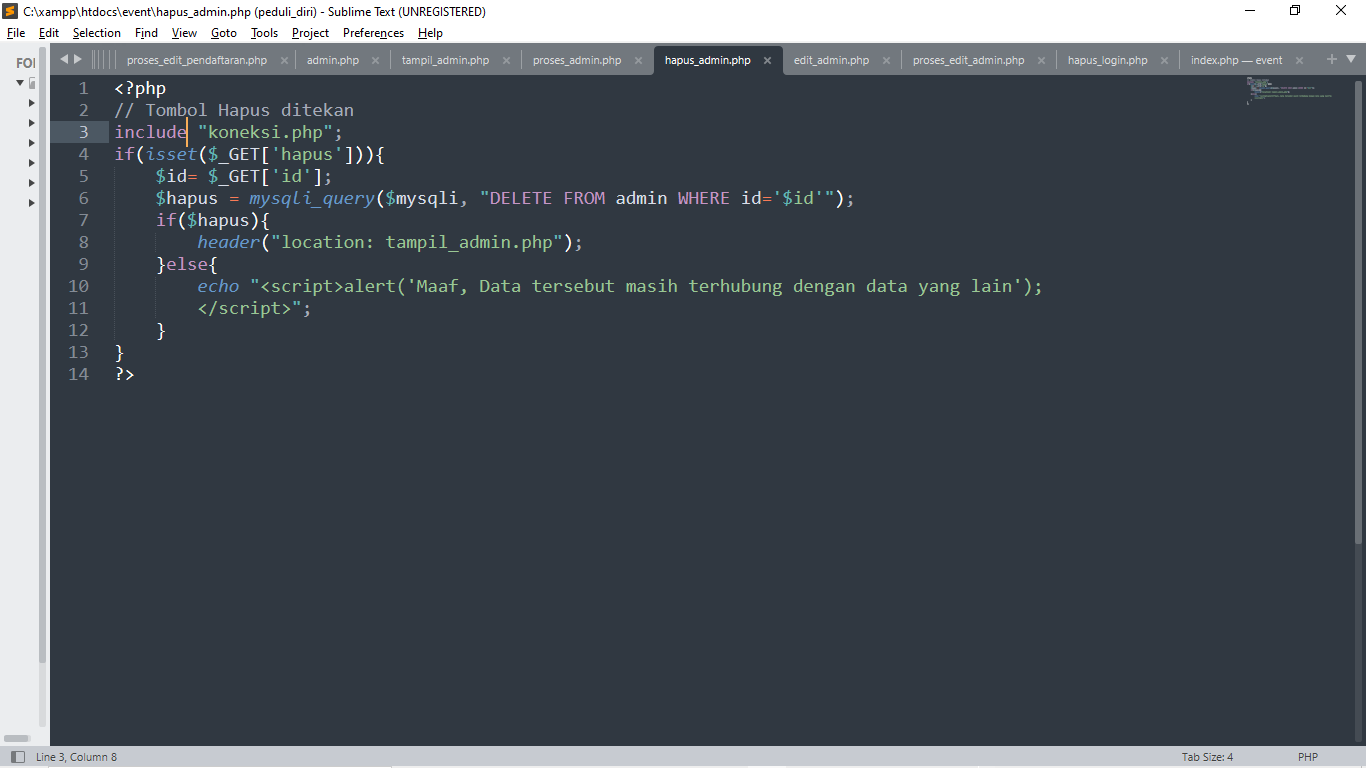 C:\xampp\htdocs\event\hapus_admin.php (peduli_diri) - Sublime Text (UNREGISTERED)
File Edit Selection Find View Goto Tools Project Preferences Help
FOI
proses_edit_pendaftaran.php × admin.php × tampil_admin.php × proses_admin.php × hapus_admin.php × edit_admin.php × proses_edit_admin.php × hapus_login.php × index.php — event ×
1 <?php
2 // Tombol Hapus ditekan
3 include "koneksi.php";
4 if(isset($_GET['hapus'])){
5 $id= $_GET['id'];
6 $hapus = mysqli_query($mysqli, "DELETE FROM admin WHERE id='$id'");
7 if($hapus){
8 header("location: tampil_admin.php");
9 }else{
10 echo "<script>alert('Maaf, Data tersebut masih terhubung dengan data yang lain');
11 </script>";
12 }
13 }
14 ?>
Line 3, Column 8 Tab Size: 4 PHP